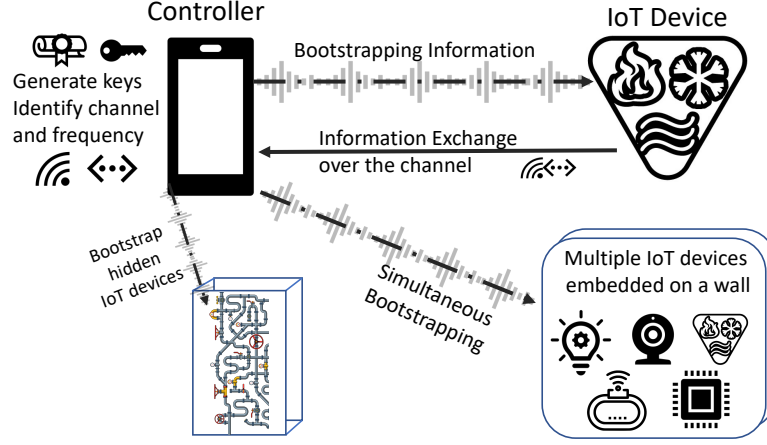 Controller
IoT Device
Generate keys
Identify channel
and frequency
Bootstrapping Information
Information Exchange
over the channel
Bootstrap
hidden
IoT devices
Simultaneous
Bootstrapping
Multiple IoT devices
embedded on a wall